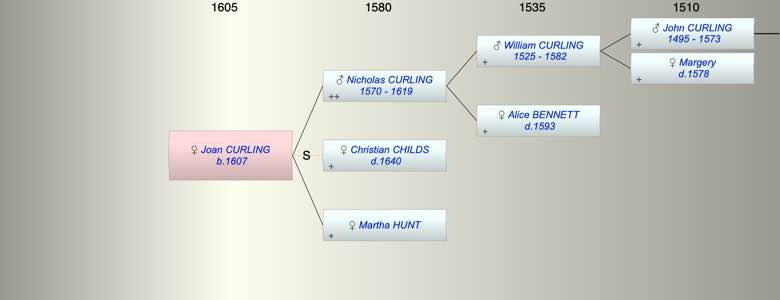 1605 1580 1535 1510
♂ John CURLING
1495 - 1573
+
♂ William CURLING
1525 - 1582
+
♀ Margery
d.1578
+
♂ Nicholas CURLING
1570 - 1619
++
♀ Alice BENNETT
d.1593
+
♀ Joan CURLING
b.1607
S
♀ Christian CHILDS
d.1640
+
♀ Martha HUNT
+